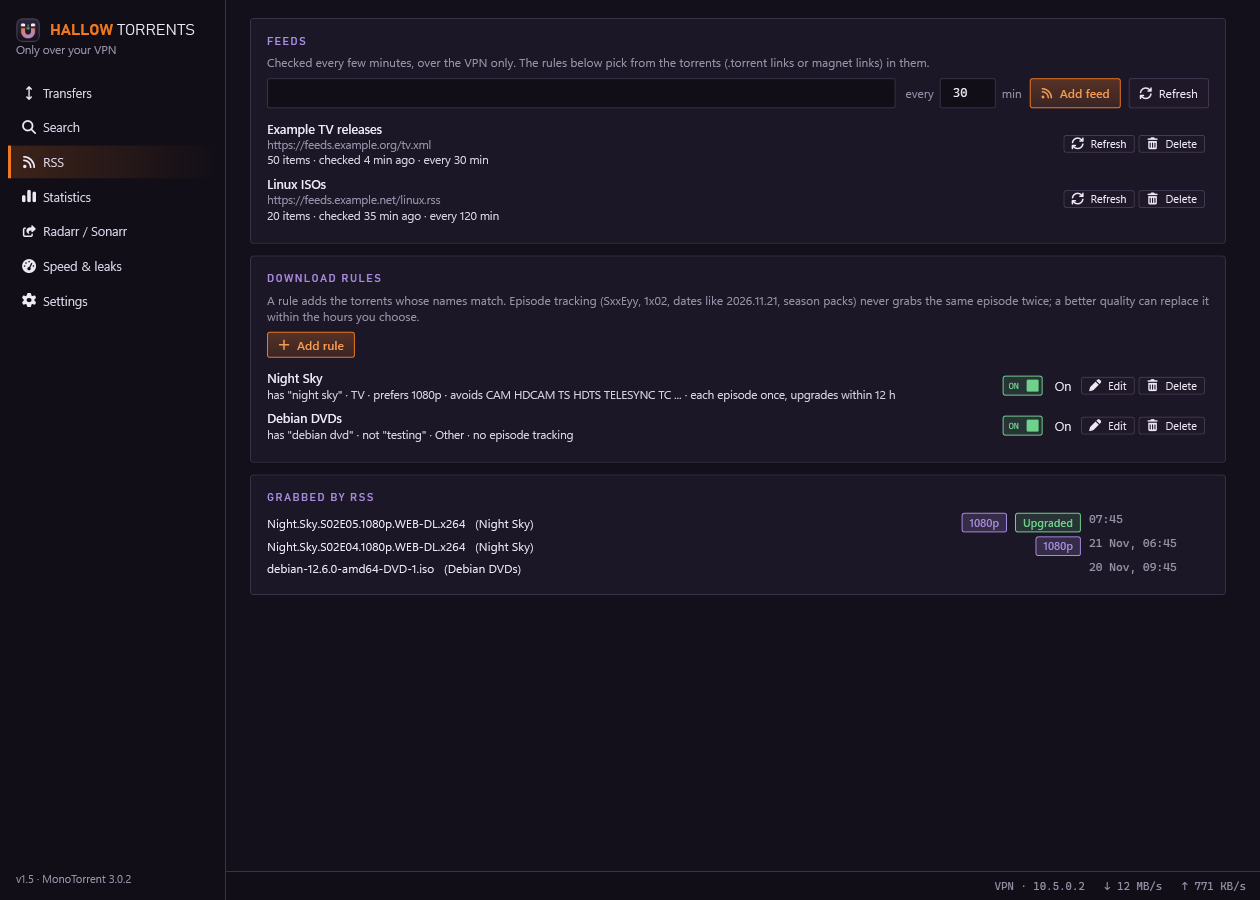 HALLOW TORRENTS
Only over your VPN
Transfers
Search
RSS
Statistics
Radarr / Sonarr
Speed & leaks
Settings
v1.5 · MonoTorrent 3.0.2
FEEDS
Checked every few minutes, over the VPN only. The rules below pick from the torrents (.torrent links or magnet links) in them.
every 30 min Add feed Refresh
Example TV releases
https://feeds.example.org/tv.xml
50 items · checked 4 min ago · every 30 min
Refresh Delete
Linux ISOs
https://feeds.example.net/linux.rss
20 items · checked 35 min ago · every 120 min
Refresh Delete
DOWNLOAD RULES
A rule adds the torrents whose names match. Episode tracking (SxxEyy, 1x02, dates like 2026.11.21, season packs) never grabs the same episode twice; a better quality can replace it
within the hours you choose.
Add rule
Night Sky
has "night sky" · TV · prefers 1080p · avoids CAM HDCAM TS HDTS TELESYNC TC ... · each episode once, upgrades within 12 h
ON On Edit Delete
Debian DVDs
has "debian dvd" · not "testing" · Other · no episode tracking
ON On Edit Delete
GRABBED BY RSS
Night.Sky.S02E05.1080p.WEB-DL.x264 (Night Sky) 1080p Upgraded 07:45
Night.Sky.S02E04.1080p.WEB-DL.x264 (Night Sky) 1080p 21 Nov, 06:45
debian-12.6.0-amd64-DVD-1.iso (Debian DVDs) 20 Nov, 09:45
VPN · 10.5.0.2 ↓ 12 MB/s ↑ 771 KB/s